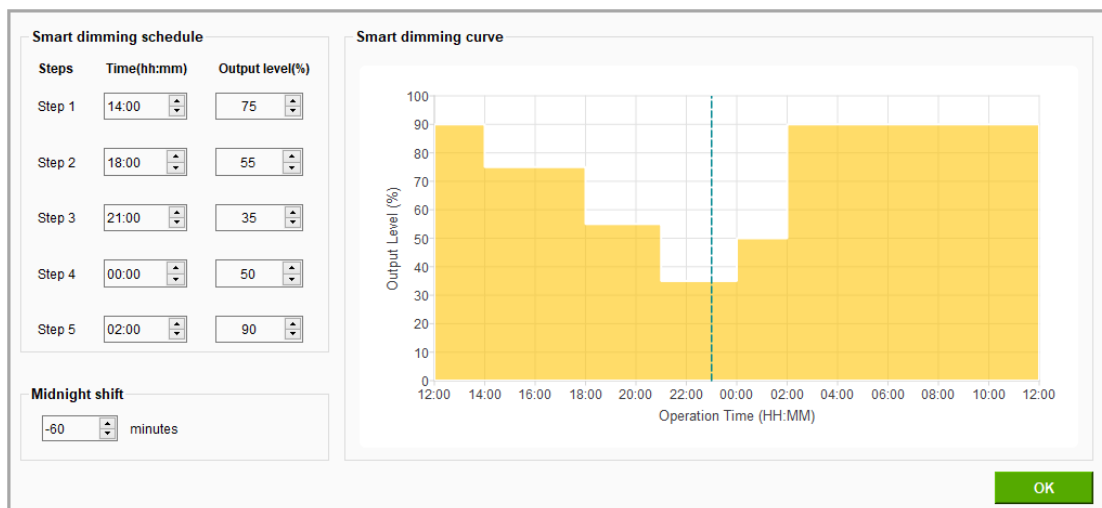 Smart dimming schedule
Steps Time(hh:mm) Output level(%)
Step 1 14:00 75
Step 2 18:00 55
Step 3 21:00 35
Step 4 00:00 50
Step 5 02:00 90
Midnight shift
-60 minutes
Smart dimming curve
100
90
80
70
60
50
40
30
20
10
0
Output Level (%)
12:00 14:00 16:00 18:00 20:00 22:00 00:00 02:00 04:00 06:00 08:00 10:00 12:00
Operation Time (HH:MM)
OK